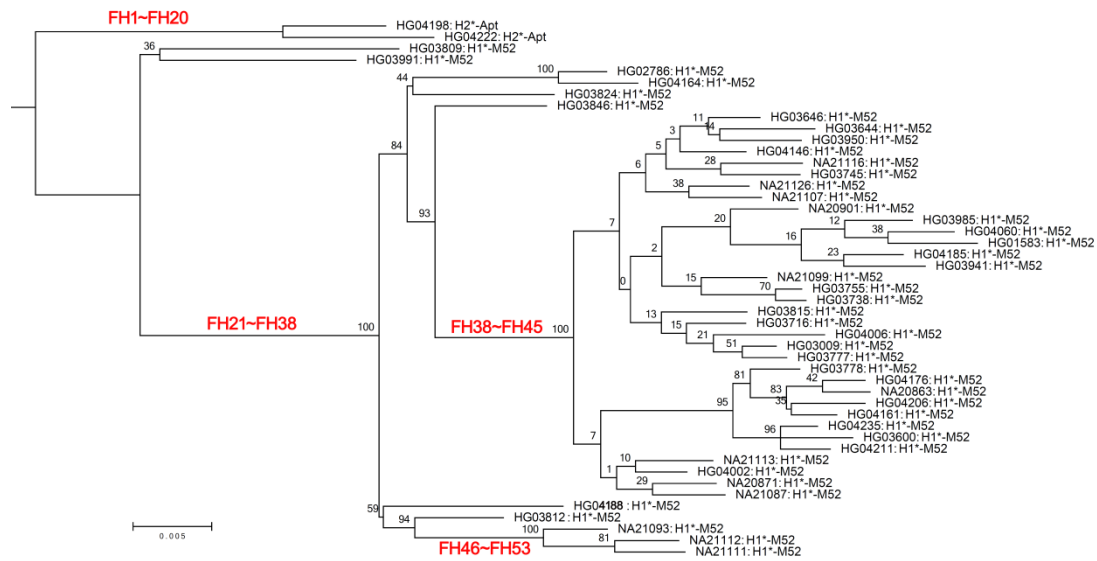 FH1~FH20
HG04198: H2*-Apt
HG04222: H2*-Apt
36
HG03809: H1*-M52
HG03991: H1*-M52
44
100
HG02786: H1*-M52
HG04164: H1*-M52
HG03824: H1*-M52
HG03846: H1*-M52
84
93
11
HG03646: H1*-M52
3
14
HG03644: H1*-M52
HG03950: H1*-M52
5
HG04146: H1*-M52
6
28
NA21116: H1*-M52
HG03745: H1*-M52
38
NA21126: H1*-M52
NA21107: H1*-M52
7
20
NA20901: H1*-M52
12
HG03985: H1*-M52
38
HG04060: H1*-M52
HG01583: H1*-M52
16
2
23
HG04185: H1*-M52
HG03941: H1*-M52
0
15
NA21099: H1*-M52
70
HG03755: H1*-M52
HG03738: H1*-M52
13
HG03815: H1*-M52
15
HG03716: H1*-M52
21
HG04006: H1*-M52
51
HG03009: H1*-M52
HG03777: H1*-M52
FH21~FH38
100
FH38~FH45
100
81
HG03778: H1*-M52
42
HG04176: H1*-M52
83
NA20863: H1*-M52
35
HG04206: H1*-M52
HG04161: H1*-M52
95
96
HG04235: H1*-M52
HG03600: H1*-M52
HG04211: H1*-M52
7
10
NA21113: H1*-M52
HG04002: H1*-M52
1
29
NA20871: H1*-M52
NA21087: H1*-M52
59
HG04188: H1*-M52
94
HG03812: H1*-M52
100
NA21093: H1*-M52
81
NA21112: H1*-M52
NA21111: H1*-M52
FH46~FH53
0.005